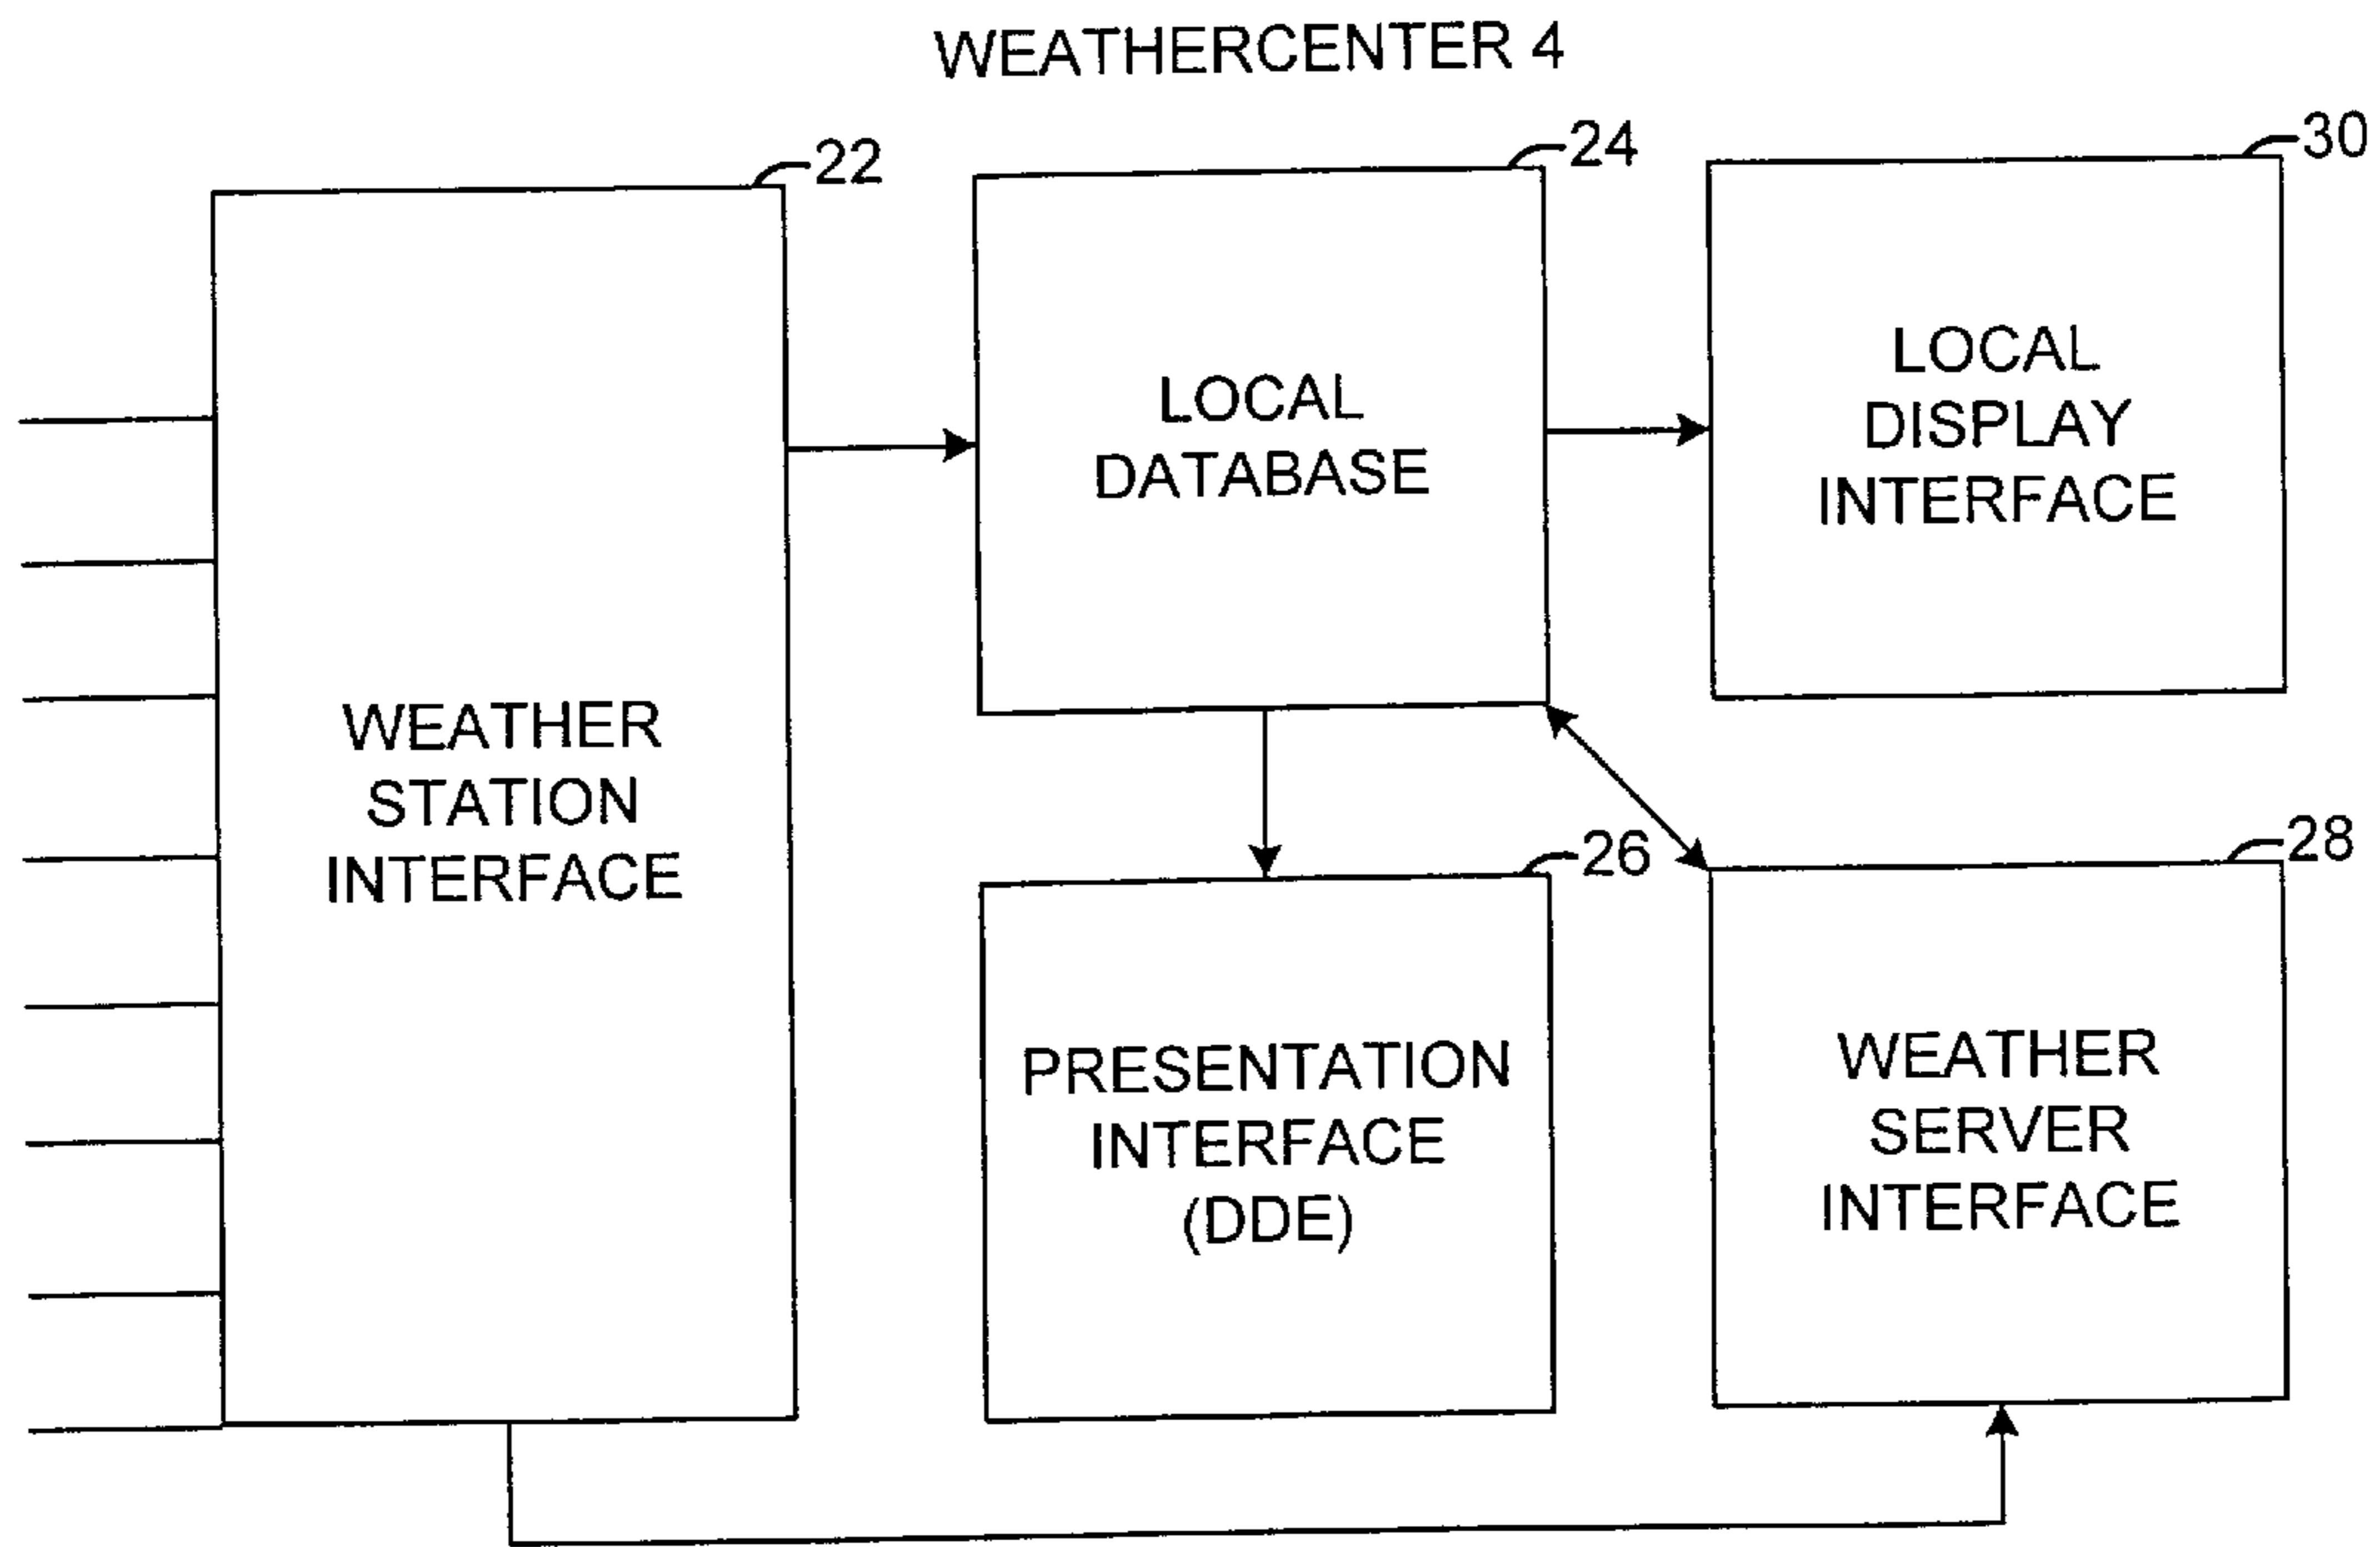 WEATHERCENTER 4
22
24
30
WEATHER
STATION
INTERFACE
LOCAL
DATABASE
LOCAL
DISPLAY
INTERFACE
26
28
PRESENTATION
INTERFACE
(DDE)
WEATHER
SERVER
INTERFACE